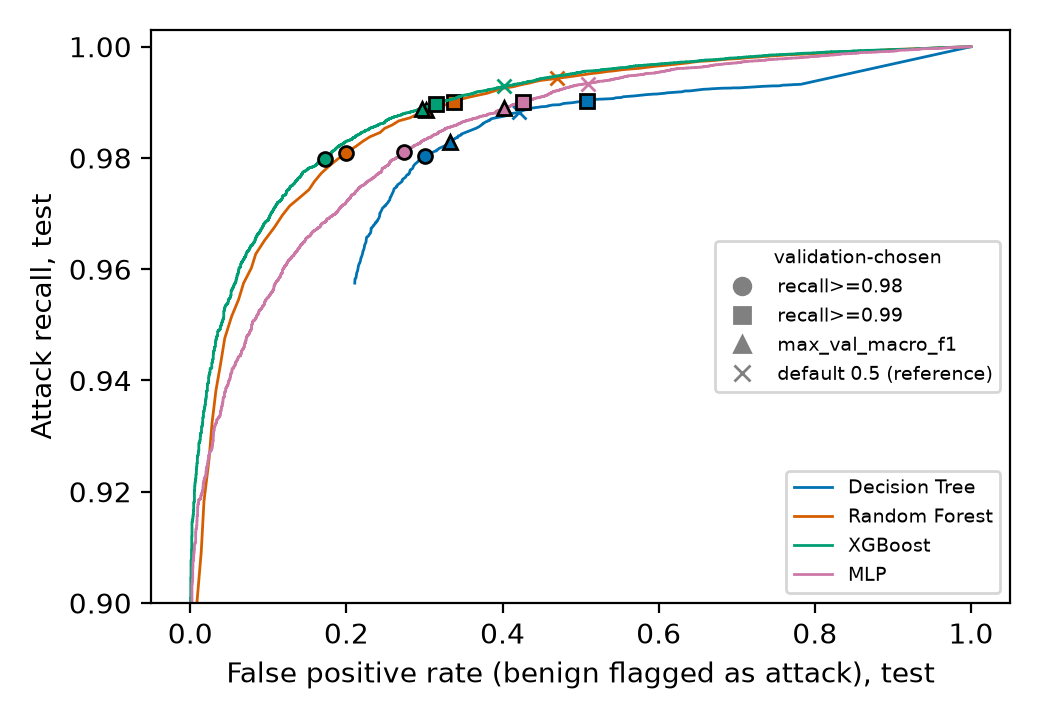 1.00
0.98
0.96
0.94
0.92
0.90
Attack recall, test
validation-chosen
recall>=0.98
recall>=0.99
max_val_macro_f1
default 0.5 (reference)
Decision Tree
Random Forest
XGBoost
MLP
0.0 0.2 0.4 0.6 0.8 1.0
False positive rate (benign flagged as attack), test